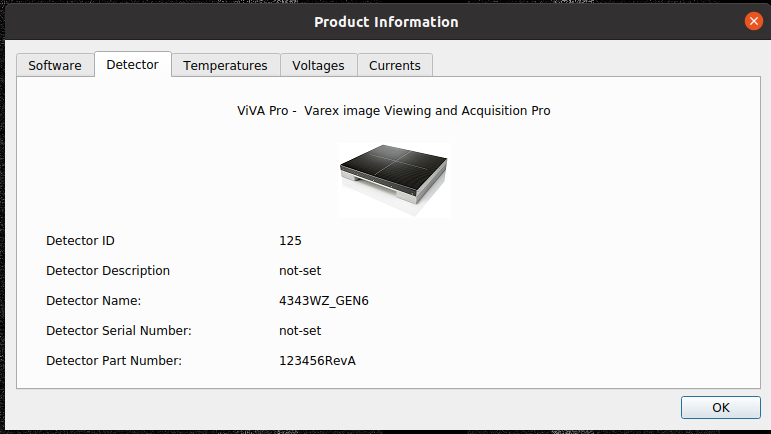 Product Information
Software Detector Temperatures Voltages Currents
ViVA Pro - Varex image Viewing and Acquisition Pro
Detector ID 125
Detector Description not-set
Detector Name: 4343WZ_GEN6
Detector Serial Number: not-set
Detector Part Number: 123456RevA
OK